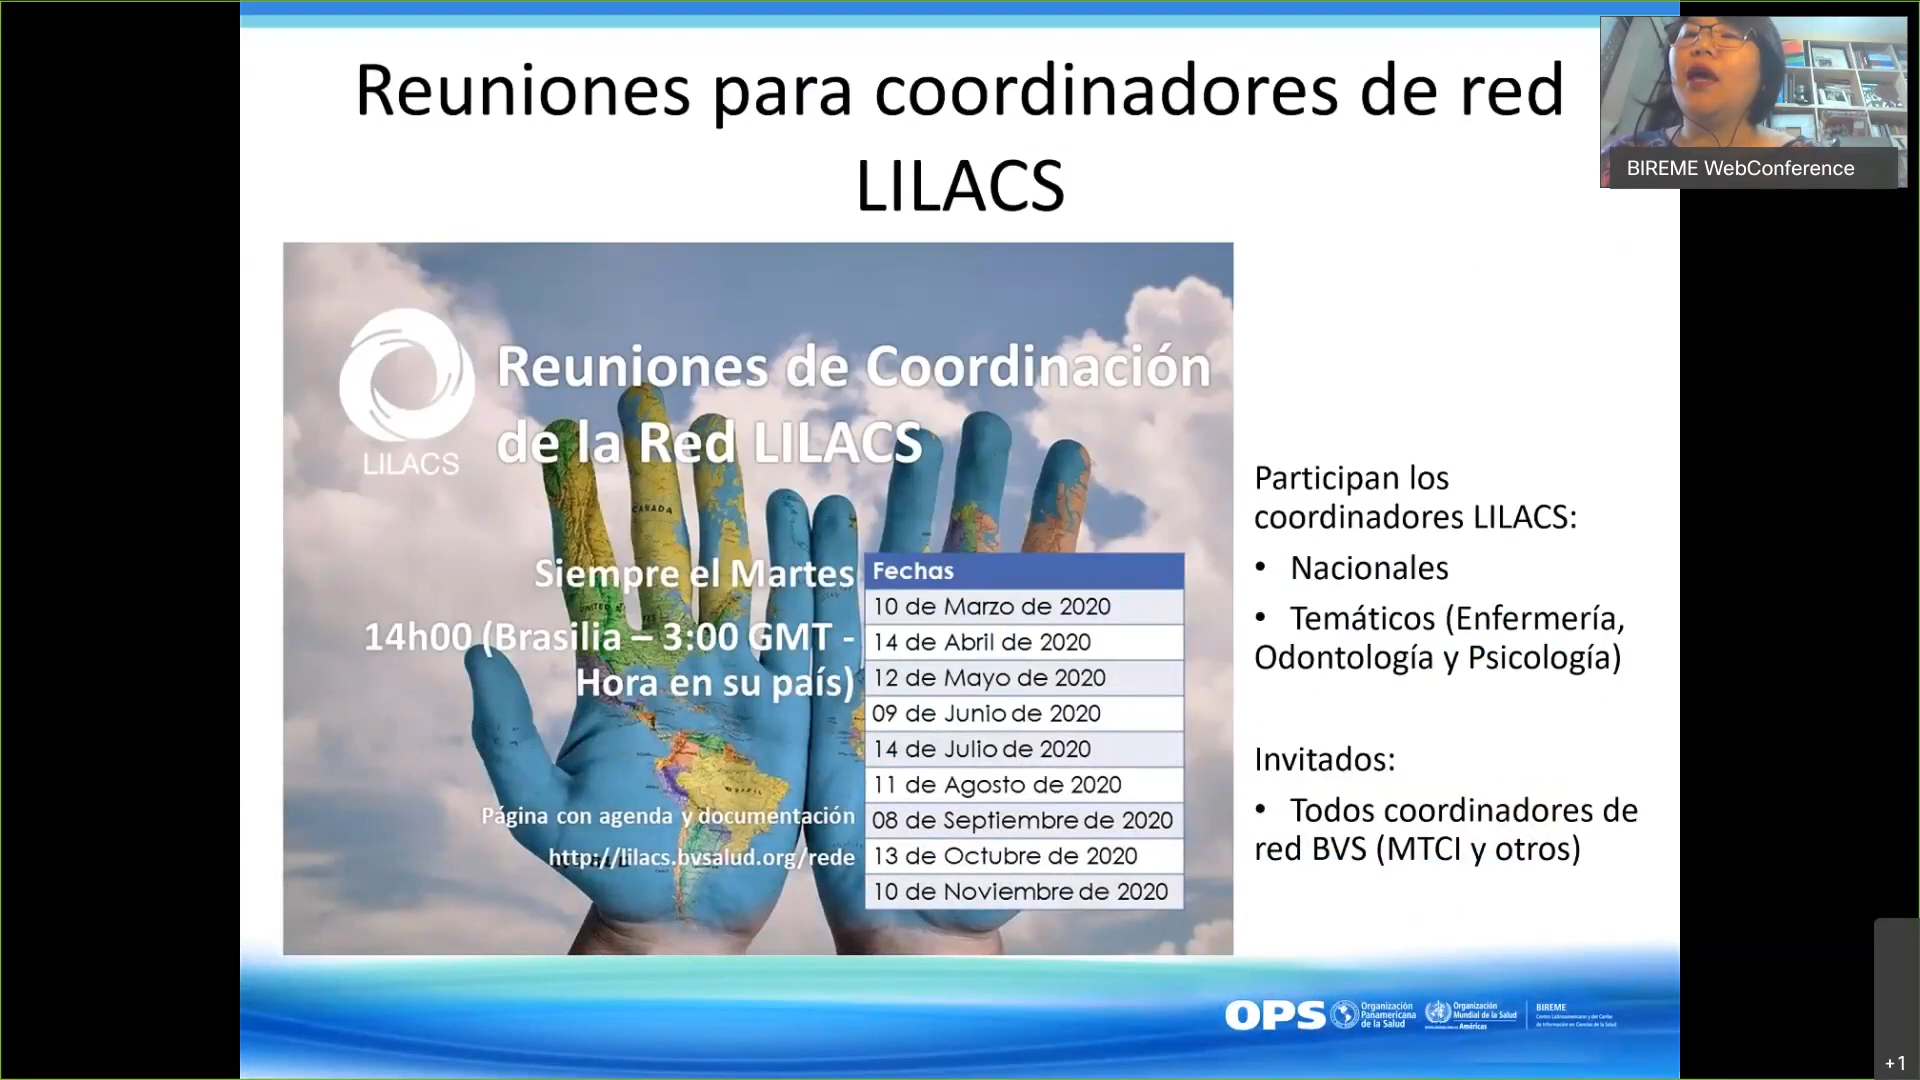 Reuniones para coordinadores de red
LILACS
BIREME WebConference
LILACS
Reuniones de Coordinación
de la Red LILACS
CANADA
Siempre el Martes
14h00 (Brasilia – 3:00 GMT -
Hora en su país)
Página con agenda y documentación
http://lilacs.bvsalud.org/rede
Fechas
10 de Marzo de 2020
14 de Abril de 2020
12 de Mayo de 2020
09 de Junio de 2020
14 de Julio de 2020
11 de Agosto de 2020
08 de Septiembre de 2020
13 de Octubre de 2020
10 de Noviembre de 2020
Participan los
coordinadores LILACS:
• Nacionales
• Temáticos (Enfermería,
Odontología y Psicología)
Invitados:
• Todos coordinadores de
red BVS (MTCI y otros)
OPS
Organización
Panamericana
de la Salud
Organización
Mundial de la Salud
Américas
BIREME
Centro Latinoamericano y del Caribe
de Información en Ciencias de la Salud
+1